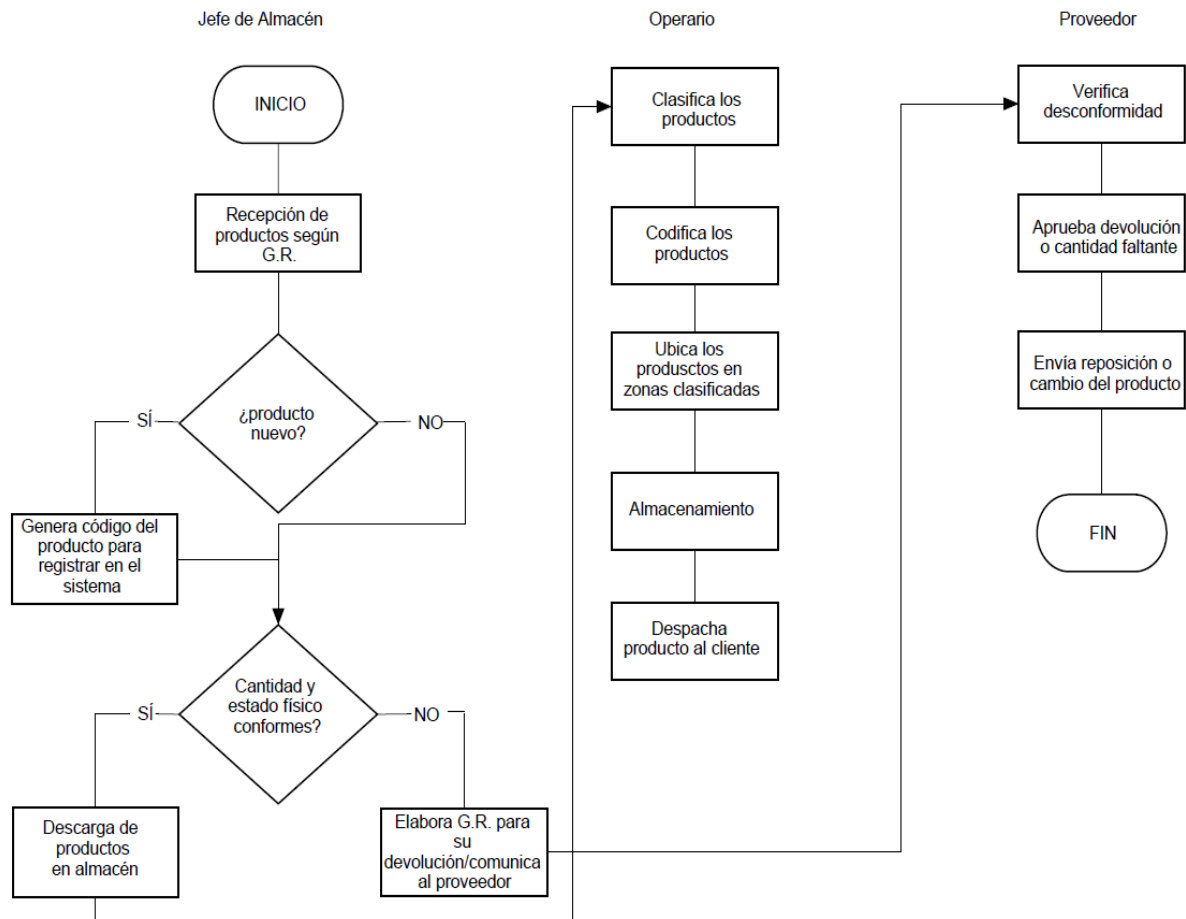 Jefe de Almacén
Operario
Proveedor
INICIO
Recepción de
productos según
G.R.
¿producto
nuevo?
SÍ
NO
Genera código del
producto para
registrar en el
sistema
Cantidad y
estado físico
conformes?
SÍ
NO
Descarga de
productos
en almacén
Elabora G.R. para
su
devolución/comunica
al proveedor
Clasifica los
productos
Codifica los
productos
Ubica los
produsctos en
zonas clasificadas
Almacenamiento
Despacha
producto al cliente
Verifica
desconformidad
Aprueba devolución
o cantidad faltante
Envía reposición o
cambio del producto
FIN